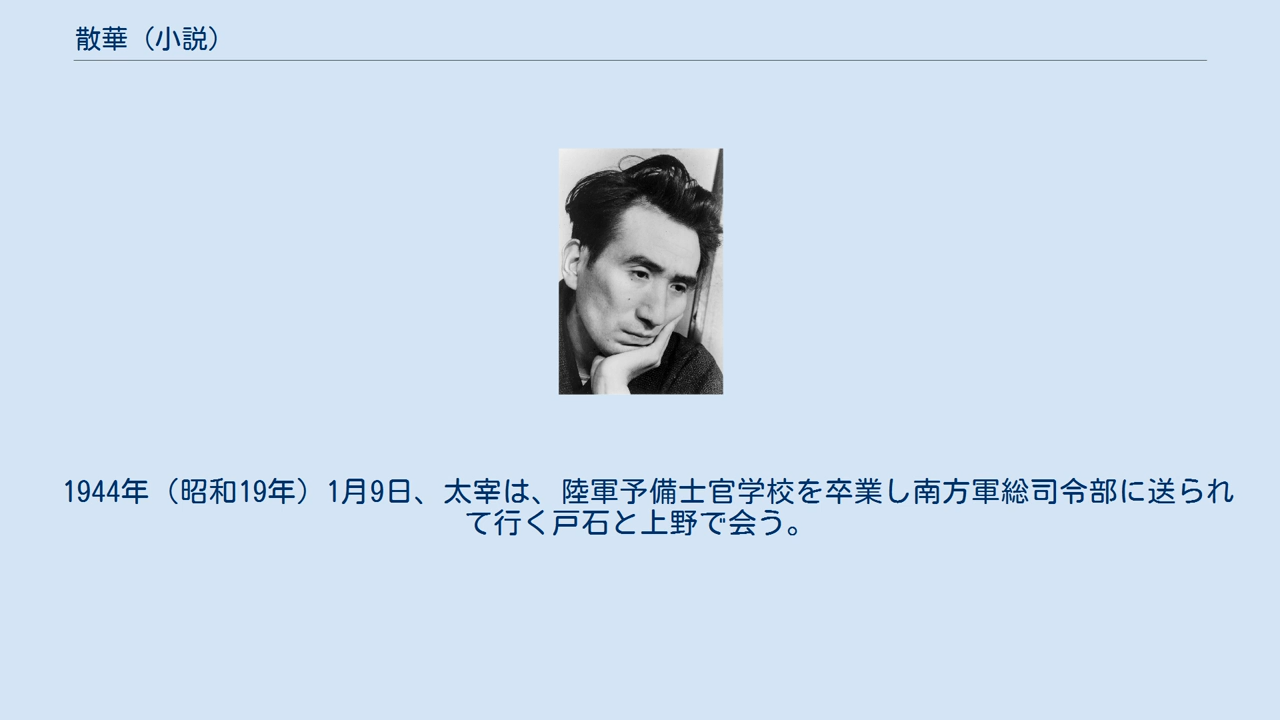 散華（小説）
1944年（昭和19年）1月9日、太宰は、陸軍予備士官学校を卒業し南方軍総司令部に送られ
て行く戸石と上野で会う。